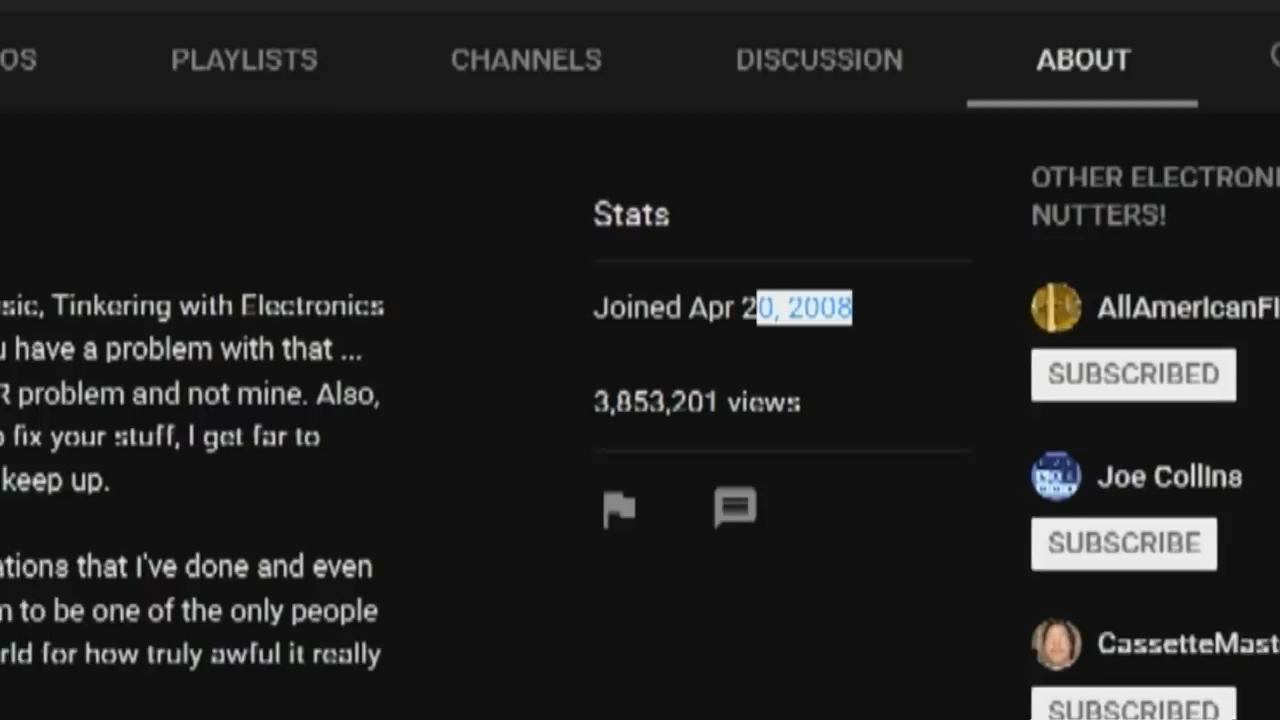 OS PLAYLISTS CHANNELS DISCUSSION ABOUT
sic, Tinkering with Electronics
u have a problem with that ...
R problem and not mine. Also,
o fix your stuff, I get far to
keep up.
ations that I've done and even
m to be one of the only people
rld for how truly awful it really
Stats
Joined Apr 20, 2008
3,853,201 views
OTHER ELECTRONI
NUTTERS!
AllAmericanFi
SUBSCRIBED
Joe Collins
SUBSCRIBE
CassetteMast
SUBSCRIBED